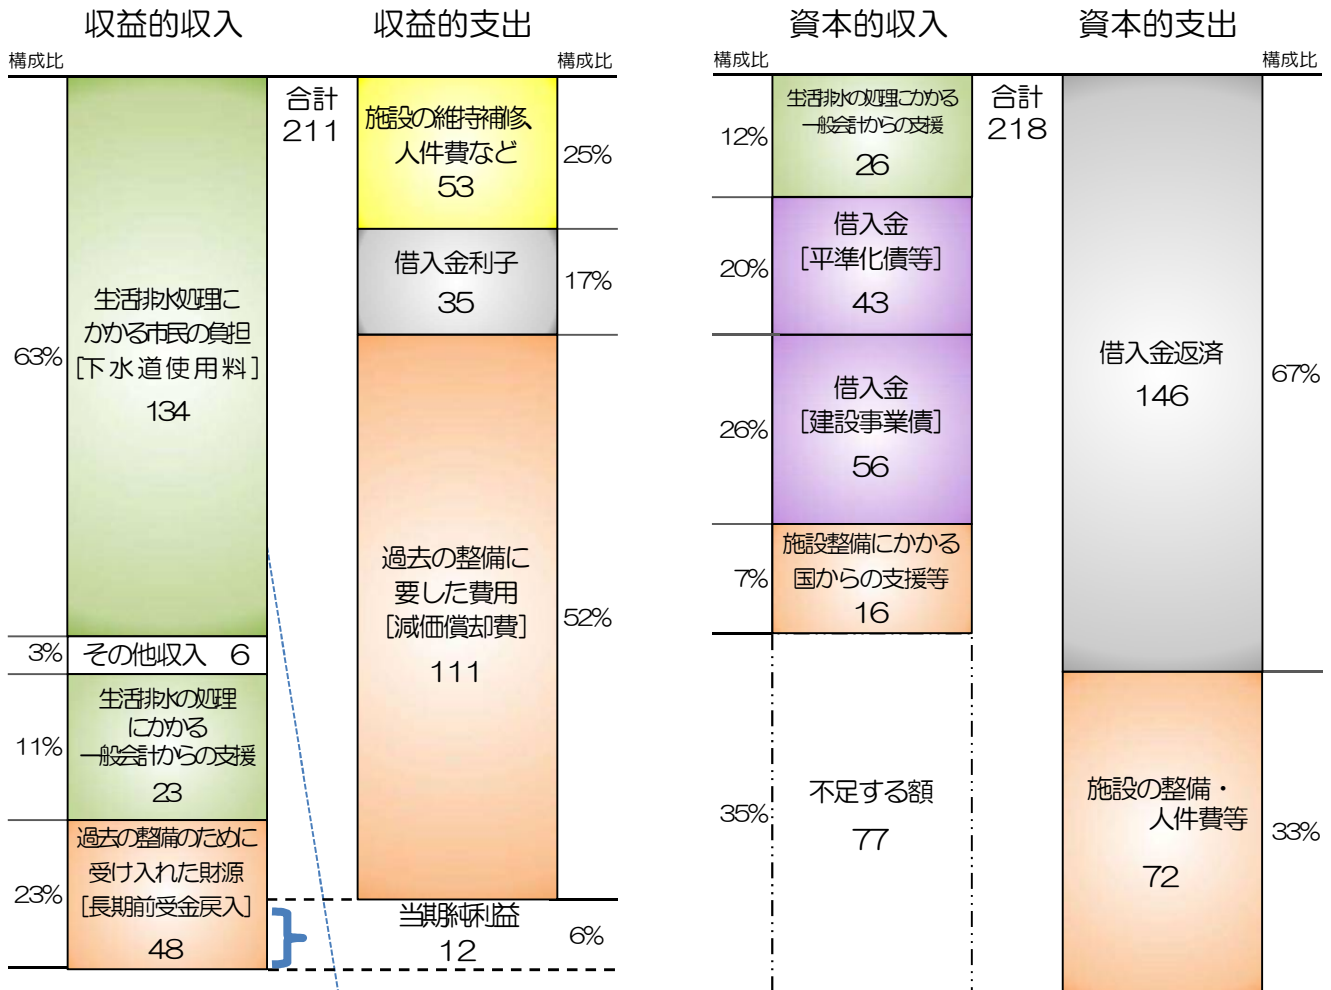 収益的収入
収益的支出
構成比
構成比
合計
211
63%
生活排水処理に
かかる市民の負担
[下水道使用料]
134
3%
その他収入 6
11%
生活排水の処理
にかかる
一般会計からの支援
23
23%
過去の整備のために
受け入れた財源
[長期前受金戻入]
48
施設の維持補修、
人件費など
53
25%
借入金利子
35
17%
過去の整備に
要した費用
[減価償却費]
111
52%
当期純利益
12
6%
資本的収入
資本的支出
構成比
構成比
合計
218
12%
生活排水の処理にかかる
一般会計からの支援
26
20%
借入金
[平準化債等]
43
26%
借入金
[建設事業債]
56
7%
施設整備にかかる
国からの支援等
16
35%
不足する額
77
借入金返済
146
67%
施設の整備・
人件費等
72
33%